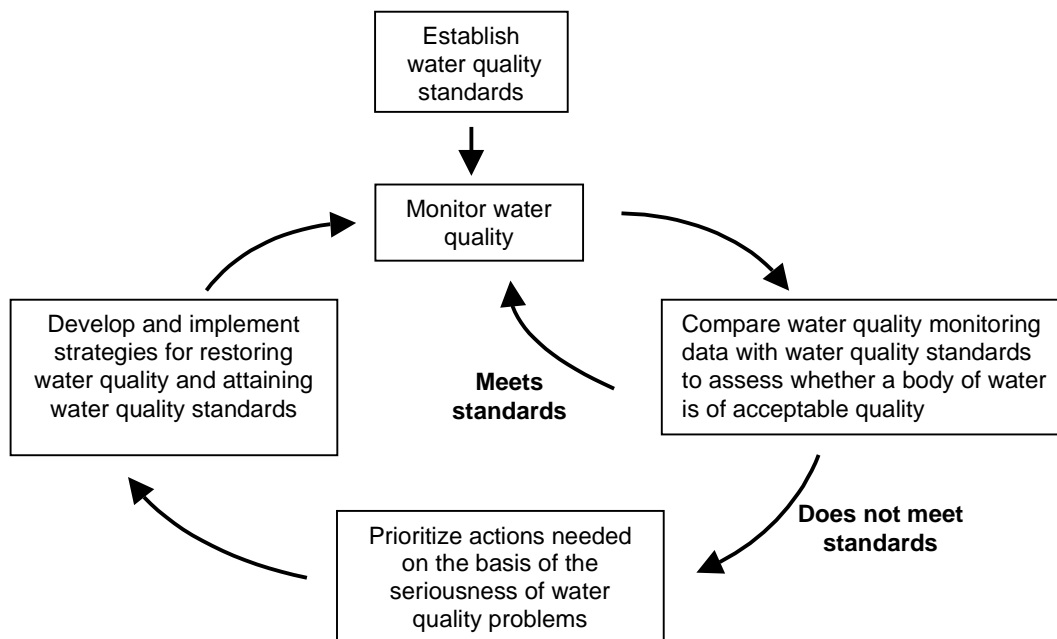 Establish
water quality
standards
Monitor water
quality
Compare water quality monitoring
data with water quality standards
to assess whether a body of water
is of acceptable quality
Meets
standards
Does not meet
standards
Prioritize actions needed
on the basis of the
seriousness of water
quality problems
Develop and implement
strategies for restoring
water quality and attaining
water quality standards